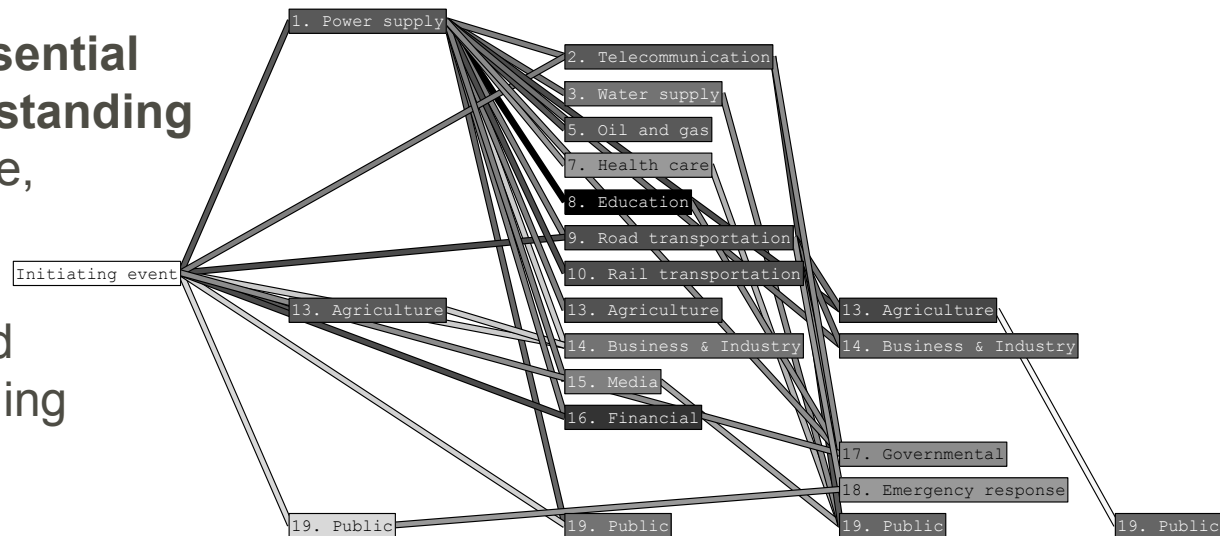 sential
standing
e,
d
ing
Initiating event
1. Power supply
13. Agriculture
19. Public
2. Telecommunication
3. Water supply
5. Oil and gas
7. Health care
8. Education
9. Road transportation
10. Rail transportation
13. Agriculture
14. Business & Industry
15. Media
16. Financial
19. Public
13. Agriculture
14. Business & Industry
17. Governmental
18. Emergency response
19. Public
19. Public